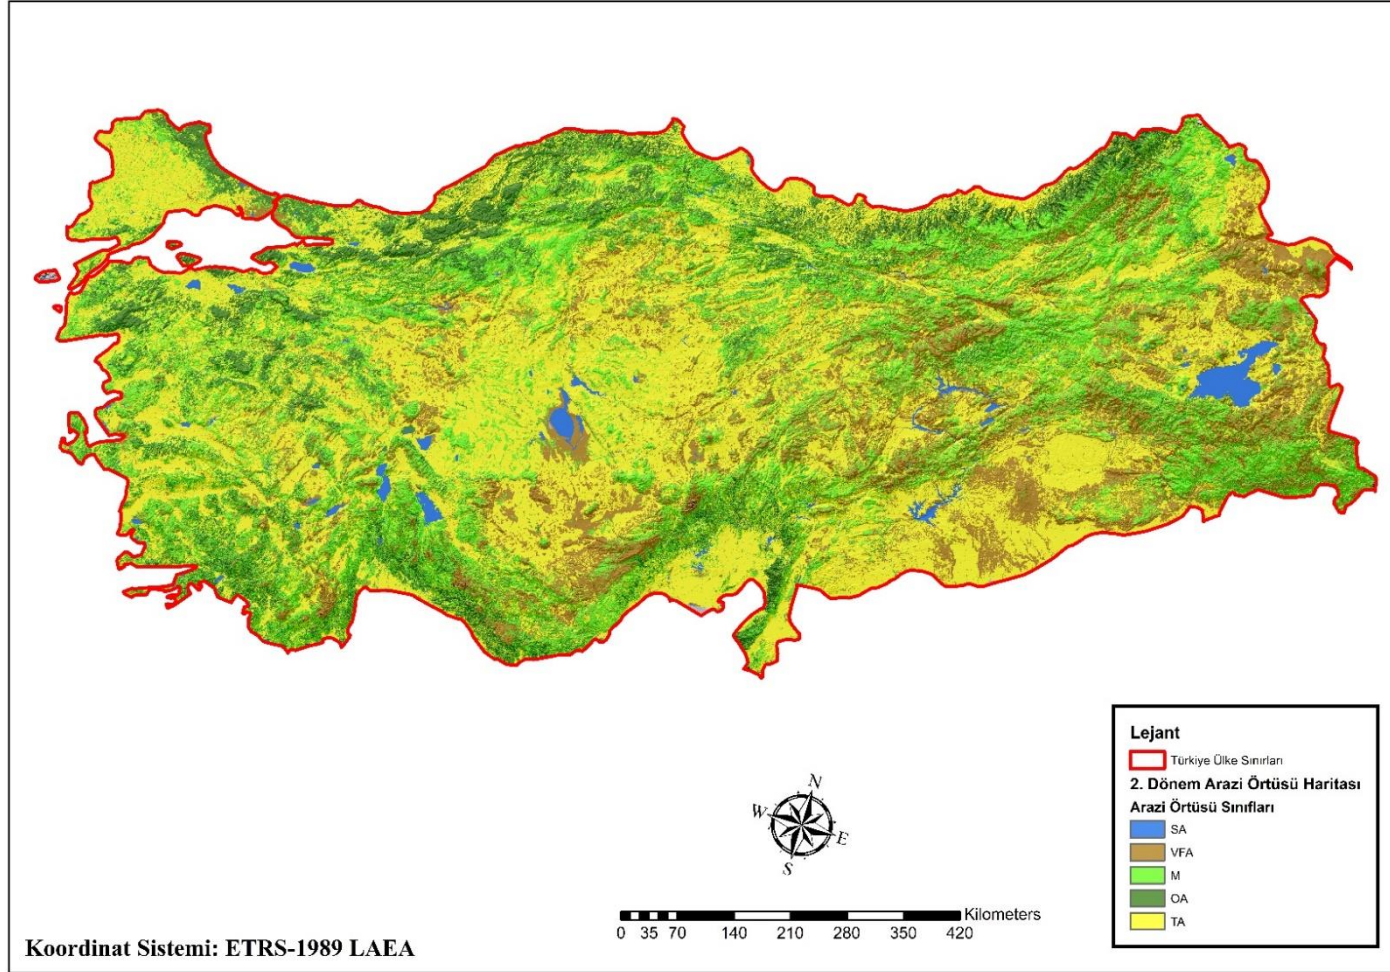 N
W
E
S
Kilometers
0 35 70 140 210 280 350 420
Koordinat Sistemi: ETRS-1989 LAEA
Lejant
Türkiye Ülke Sınırları
2. Dönem Arazi Örtüsü Haritası
Arazi Örtüsü Sınıfları
SA
VFA
M
OA
TA